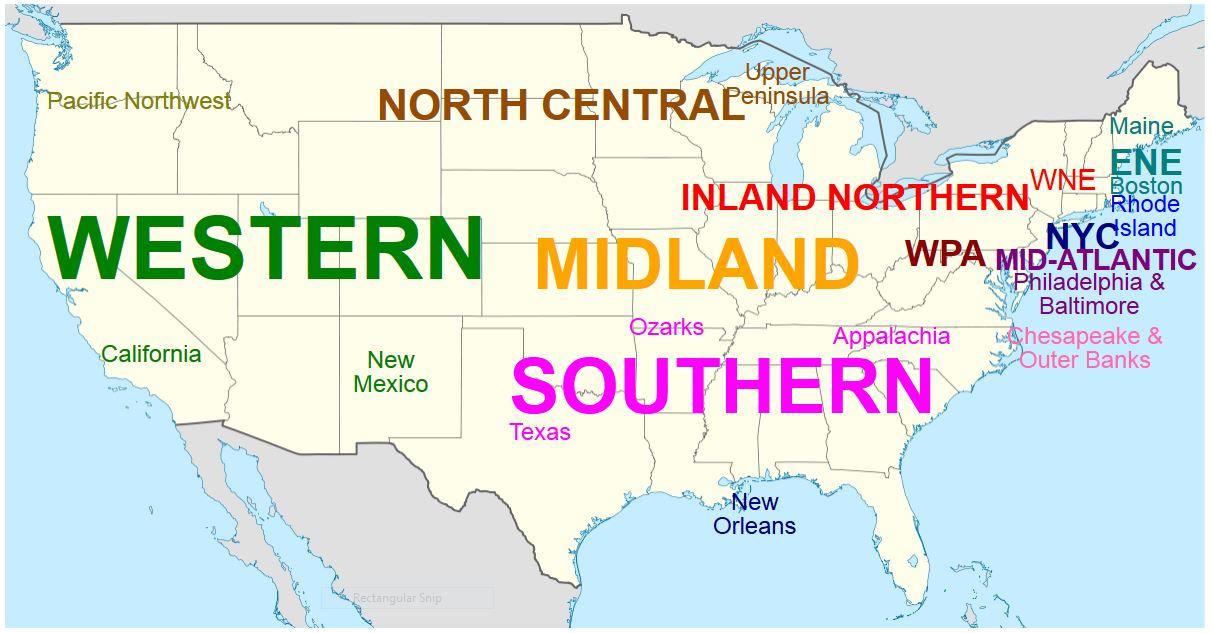 Upper
Peninsula
Pacific Northwest
NORTH CENTRAL
Maine
ENE
Boston
WNE
INLAND NORTHERN
Rhode
Island
NYC
WESTERN
MIDLAND
WPA
MID-ATLANTIC
Philadelphia &
Baltimore
Ozarks
Appalachia
Chesapeake &
Outer Banks
California
New
Mexico
SOUTHERN
Texas
New
Orleans
Rectangular Snip